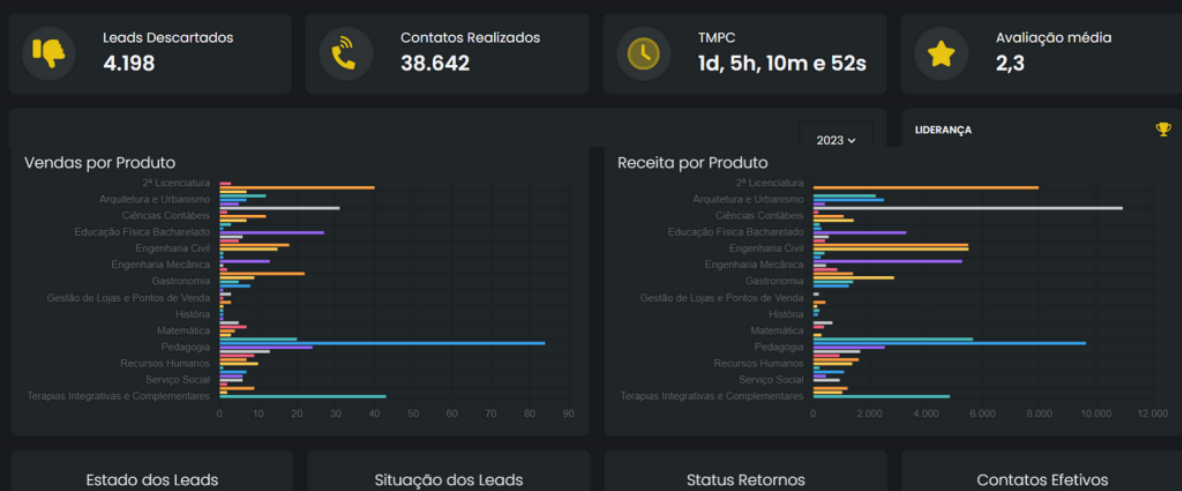 Leads Descartados
4.198
Contatos Realizados
38.642
TMPC
1d, 5h, 10m e 52s
Avaliação média
2,3
2023
LIDERANÇA
Vendas por Produto
2ª Licenciatura
Arquitetura e Urbanismo
Ciências Contábeis
Educação Física Bacharelado
Engenharia Civil
Engenharia Mecânica
Gastronomia
Gestão de Lojas e Pontos de Venda
História
Matemática
Pedagogia
Recursos Humanos
Serviço Social
Terapias Integrativas e Complementares
0 10 20 30 40 50 60 70 80 90
Receita por Produto
2ª Licenciatura
Arquitetura e Urbanismo
Ciências Contábeis
Educação Física Bacharelado
Engenharia Civil
Engenharia Mecânica
Gastronomia
Gestão de Lojas e Pontos de Venda
História
Matemática
Pedagogia
Recursos Humanos
Serviço Social
Terapias Integrativas e Complementares
0 2.000 4.000 6.000 8.000 10.000 12.000
Estado dos Leads
Situação dos Leads
Status Retornos
Contatos Efetivos